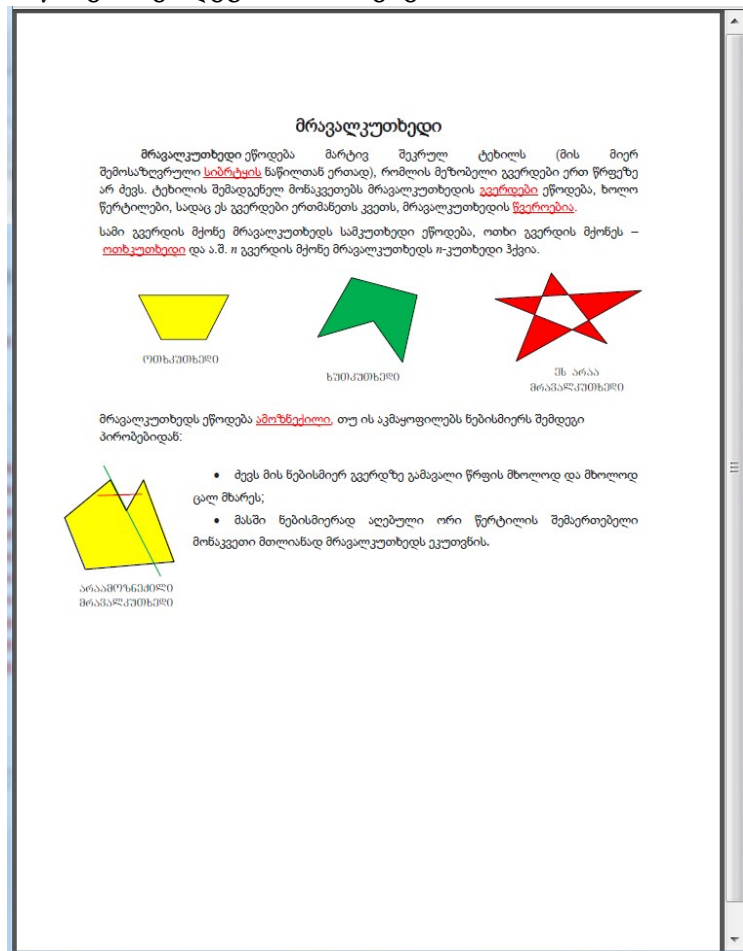 მრავალკუთხედი
მრავალკუთხედი ეწოდება მარტივ შეკრულ ტეხილს (მის მიერ
შემოსაზღვრული სიბრტყის ნაწილთან ერთად), რომლის მეზობელი გვერდები ერთ წრფეზე
არ ძევს. ტეხილის შემადგენელ მონაკვეთებს მრავალკუთხედის გვერდები ეწოდება, ხოლო
წერტილები, სადაც ეს გვერდები ერთმანეთს კვეთს, მრავალკუთხედის წვეროებია.
სამი გვერდის მქონე მრავალკუთხედს სამკუთხედი ეწოდება, ოთხი გვერდის მქონეს –
ოთხკუთხედი და ა.შ. n გვერდის მქონე მრავალკუთხედს n-კუთხედი ჰქვია.
ოთხკუთხედი
ხუთკუთხედი
ეს არაა
მრავალკუთხედი
მრავალკუთხედს ეწოდება ამოზნექილი, თუ ის აკმაყოფილებს ნებისმიერს შემდეგი
პირობებიდან:
• ძევს მის ნებისმიერ გვერდზე გამავალი წრფის მხოლოდ და მხოლოდ
ცალ მხარეს;
• მასში ნებისმიერად აღებული ორი წერტილის შემაერთებელი
მონაკვეთი მთლიანად მრავალკუთხედს ეკუთვნის.
არაამოზნექილი
მრავალკუთხედი